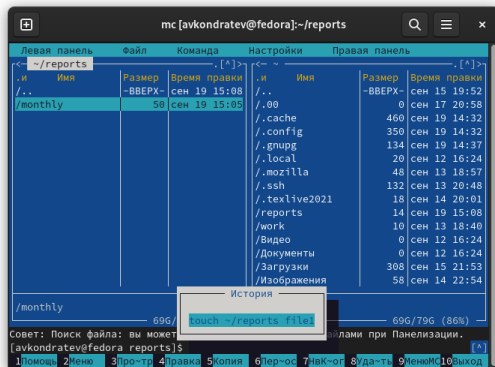 mc [avkondratev@fedora]:~/reports
Левая панель Файл Команда Настройки Правая панель
<- ~/reports .[^]> <- ~ .[^]>
.и Имя Размер Время правки .и Имя Размер Время правки
/.. -ВВЕРХ- сен 19 15:08 /.. -ВВЕРХ- сен 15 19:52
/monthly 50 сен 19 15:05 /.00 0 сен 17 20:58
/.cache 460 сен 19 14:32
/.config 350 сен 19 14:32
/.gnupg 134 сен 19 14:37
/.local 20 сен 12 16:24
/.mozilla 48 сен 13 18:57
/.ssh 132 сен 13 20:48
/.texlive2021 18 сен 14 20:01
/reports 14 сен 19 15:08
/work 10 сен 13 18:40
/Видео 0 сен 12 16:24
/Документы 0 сен 12 16:24
/Загрузки 308 сен 15 21:53
/Изображения 58 сен 14 22:54
История
/monthly
touch ~/reports file1
69G/ 69G/79G (86%)
Совет: Поиск файла: вы может айлами при Панелизации.
[avkondratev@fedora reports]$ [^]
1Помощь 2Меню 3Про~тр 4Правка 5Копия 6Пер~ос 7НвК~ог 8Уда~ть 9МенюМС 10Выход